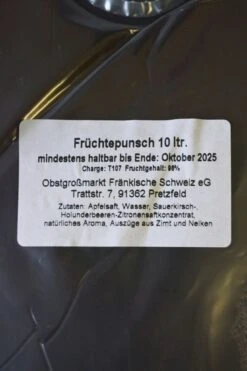 Früchtepunsch 10 ltr.
mindestens haltbar bis Ende: Oktober 2025
Charge: T107 Fruchtgehalt: 98%
Obstgroßmarkt Fränkische Schweiz eG
Trattstr. 7, 91362 Pretzfeld
Zutaten: Apfelsaft, Wasser, Sauerkirsch-,
Holunderbeeren-Zitronensaftkonzentrat,
natürliches Aroma, Auszüge aus Zimt und Nelken